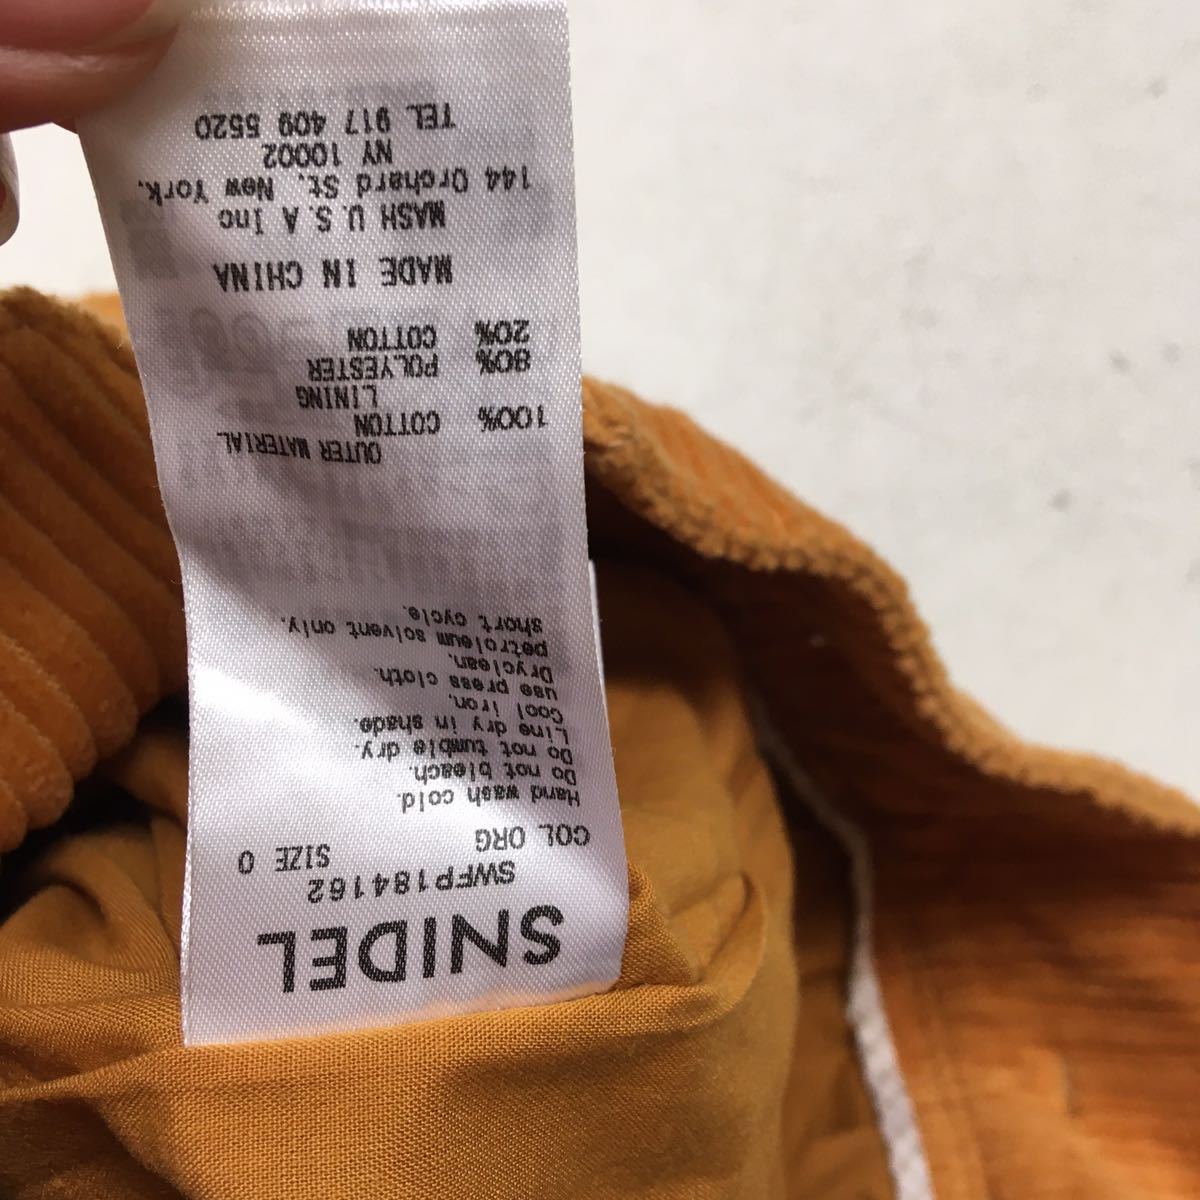 SNIDEL
SWFP184162
COL ORG SIZE 0
Hand wash cold.
Do not bleach.
Do not tumble dry.
Line dry in shade.
Cool iron.
use press cloth.
Dryclean.
petroleum solvent only.
short cycle.
OUTER MATERIAL
100% COTTON
LINING
80% POLYESTER
20% COTTON
MADE IN CHINA
MASH U.S.A Inc
144 Orchard St. New York.
NY 10002
TEL 917 409 5520